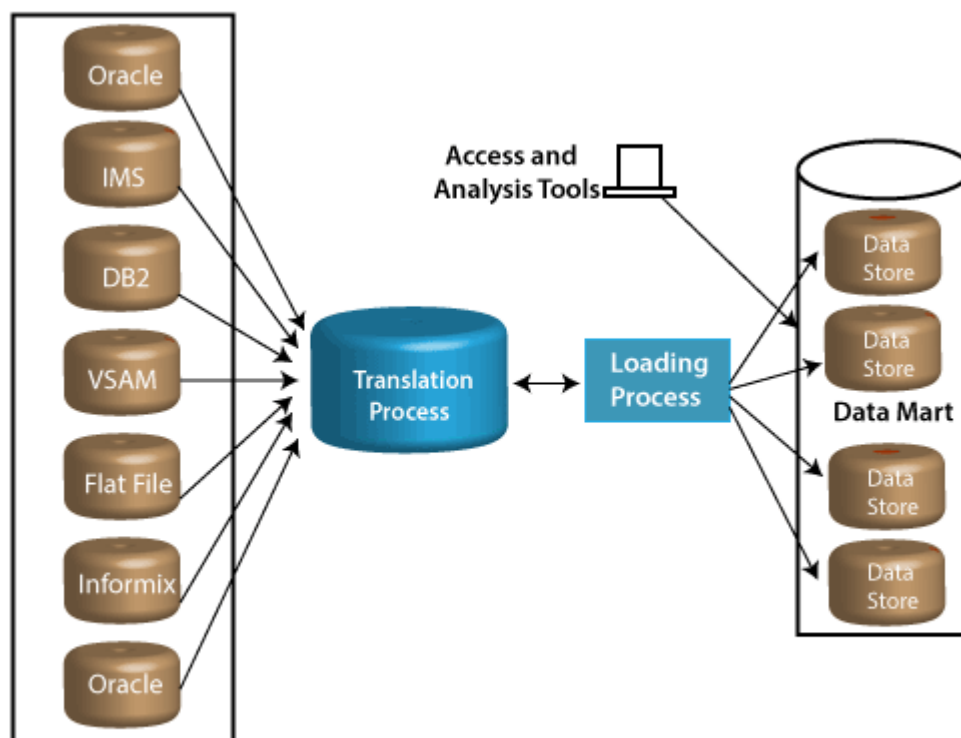 Oracle
IMS
DB2
VSAM
Flat File
Informix
Oracle
Translation
Process
Access and
Analysis Tools
Loading
Process
Data
Store
Data
Store
Data Mart
Data
Store
Data
Store